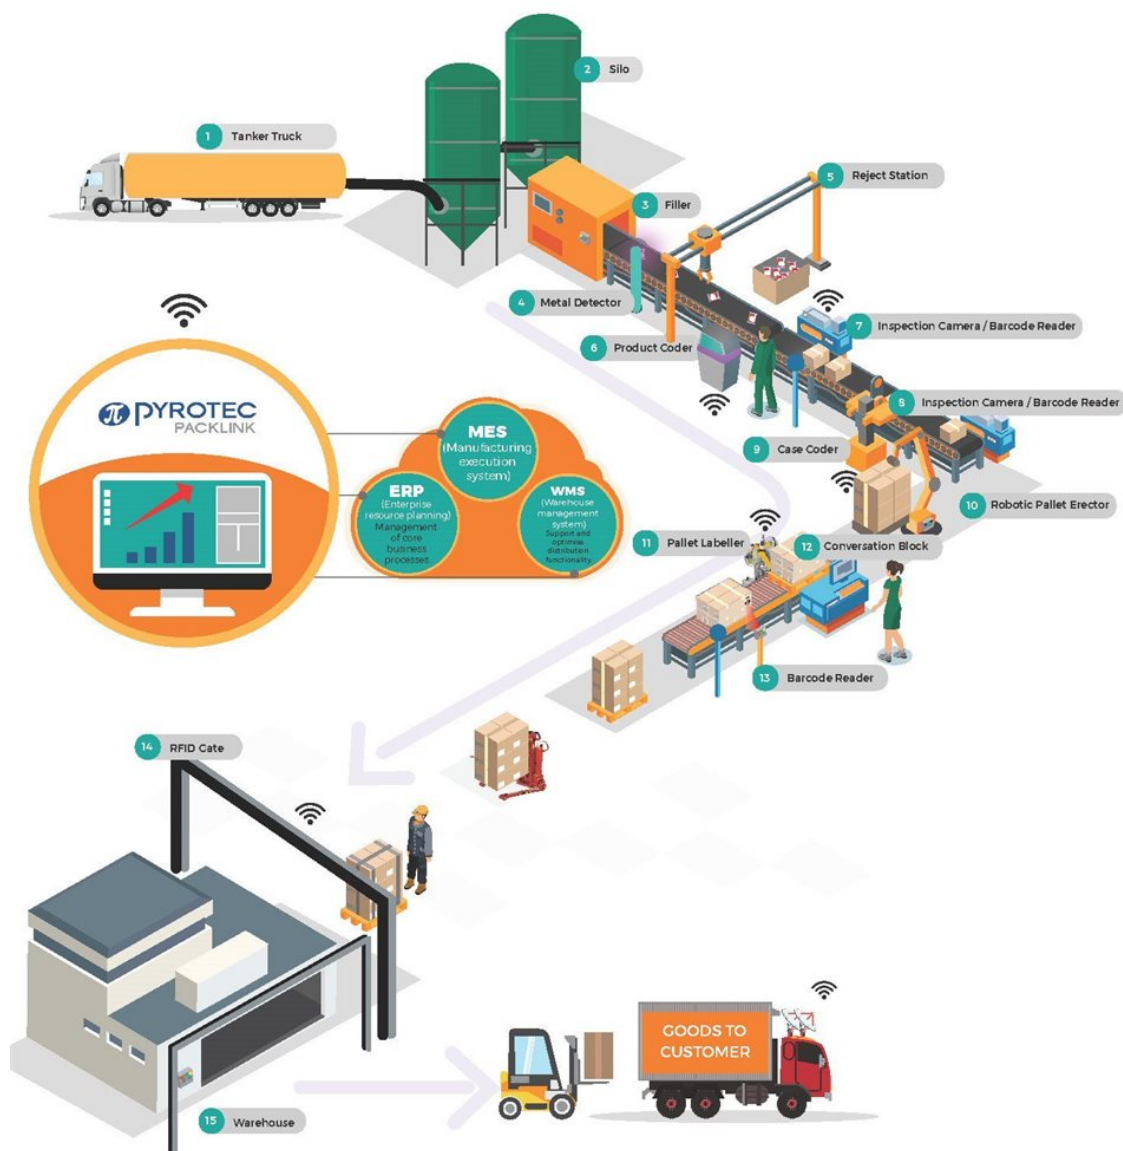 2 Silo
1 Tanker Truck
5 Reject Station
3 Filler
4 Metal Detector
7 Inspection Camera / Barcode Reader
6 Product Coder
8 Inspection Camera / Barcode Reader
9 Case Coder
10 Robotic Pallet Erector
π PYROTEC
PACKLINK
MES
(Manufacturing
execution
system)
ERP
(Enterprise
resource planning)
Management
of core
business
processes
WMS
(Warehouse
management
system)
Support and
optimise
distribution
functionality
11 Pallet Labeller
12 Conversation Block
13 Barcode Reader
14 RFID Gate
GOODS TO
CUSTOMER
15 Warehouse